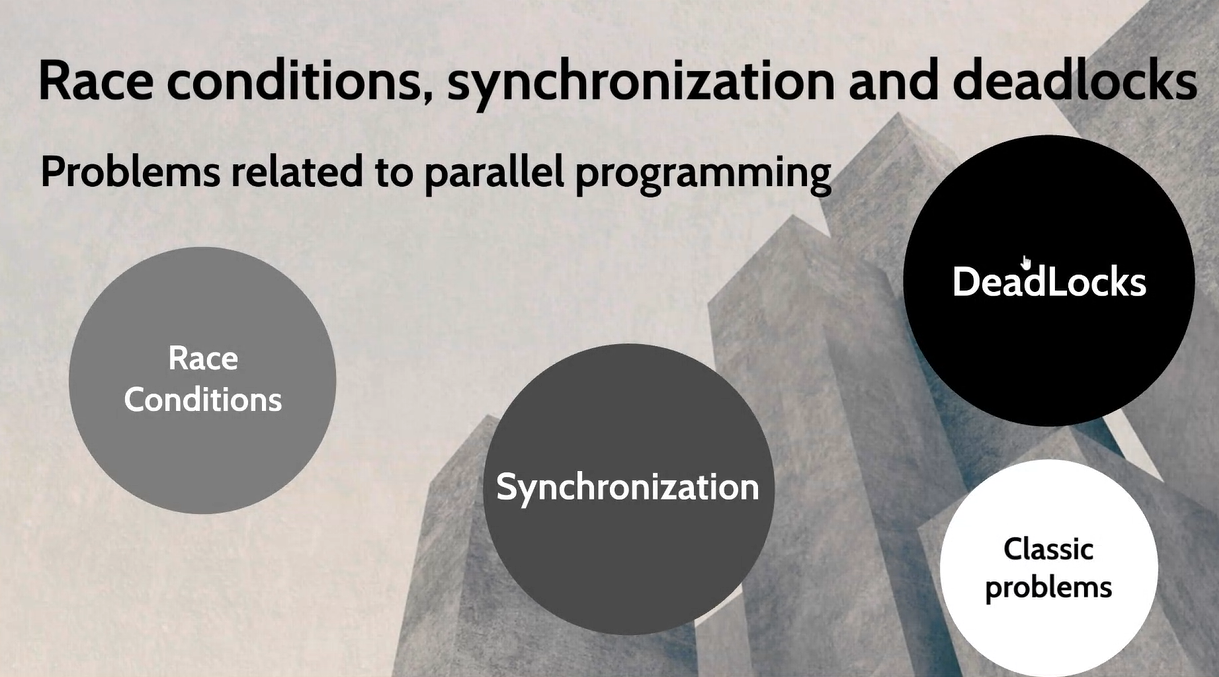 Race conditions, synchronization and deadlocks
Problems related to parallel programming
Race
Conditions
Synchronization
DeadLocks
Classic
problems